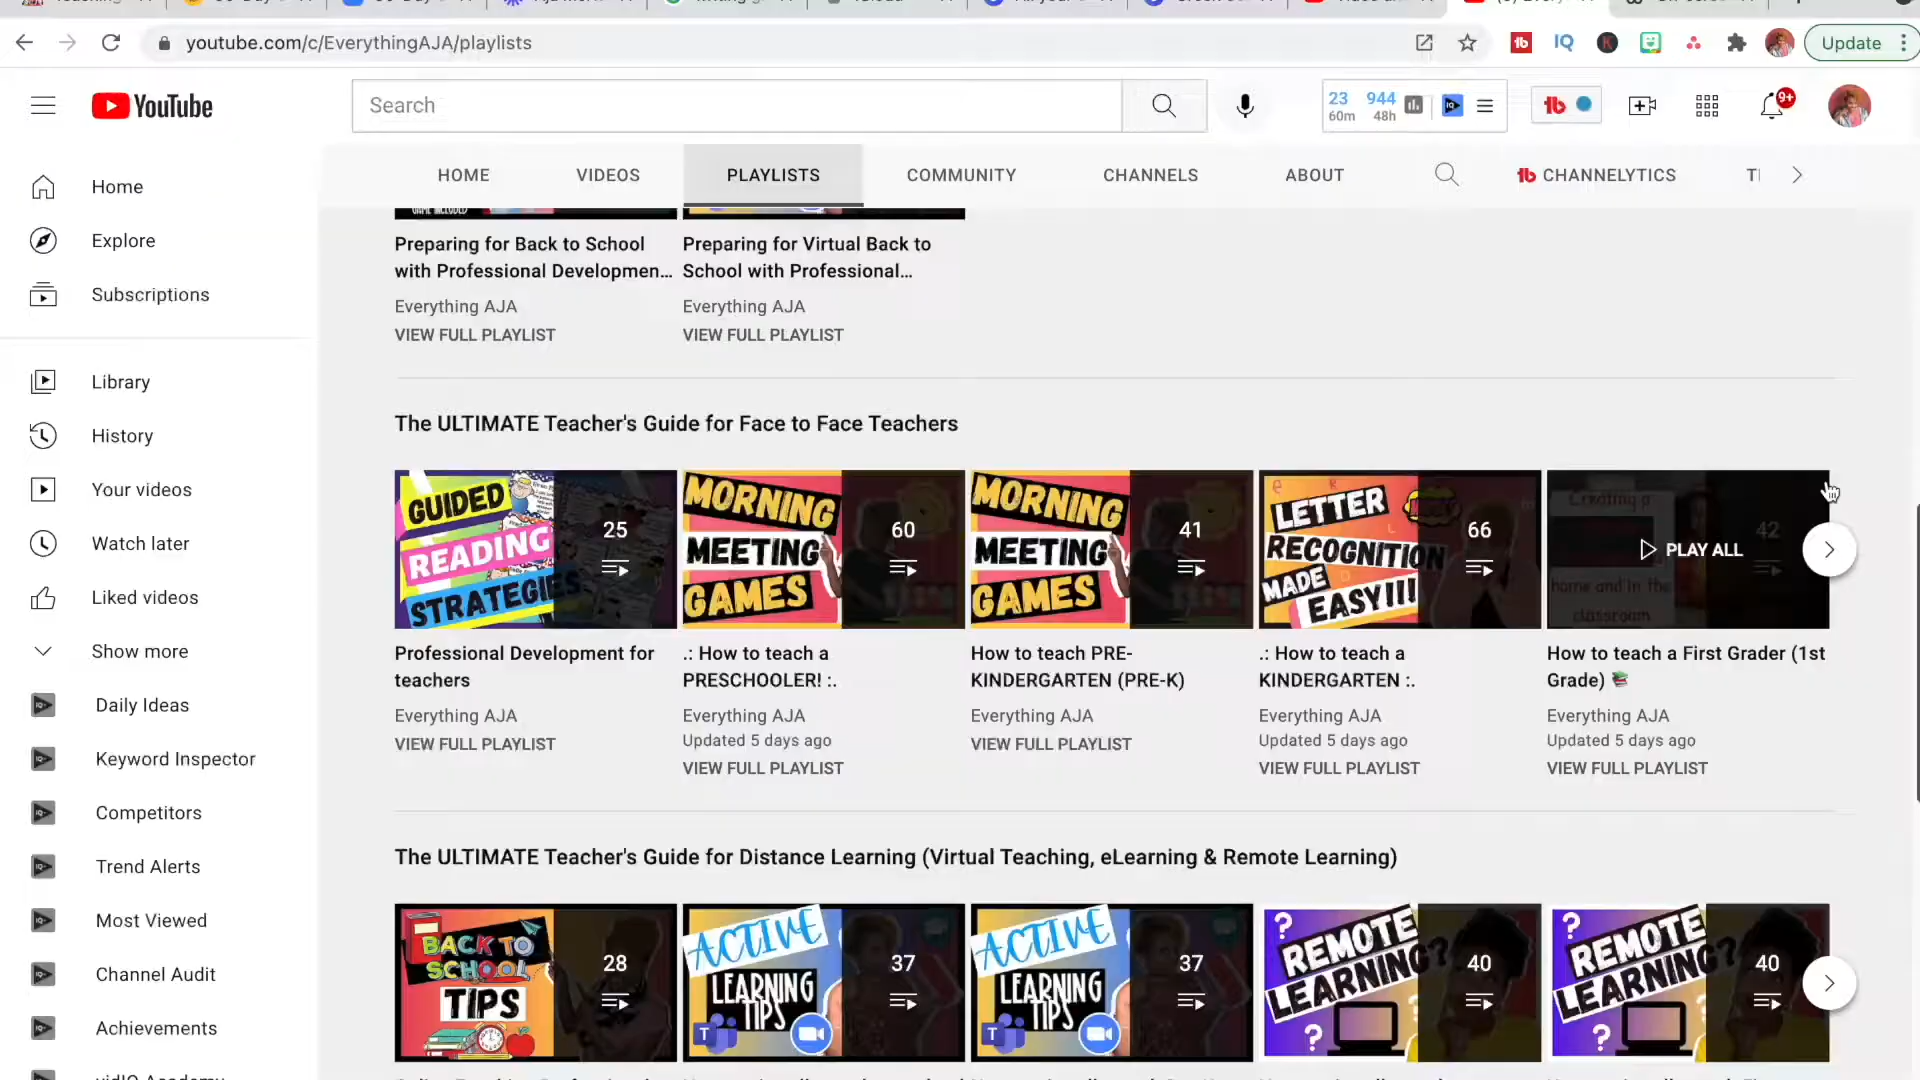 youtube.com/c/EverythingAJA/playlists
Update
YouTube
Search
23 944
60m 48h
9+
HOME VIDEOS PLAYLISTS COMMUNITY CHANNELS ABOUT CHANNELYTICS
Home
Explore
Subscriptions
Library
History
Your videos
Watch later
Liked videos
Show more
Daily Ideas
Keyword Inspector
Competitors
Trend Alerts
Most Viewed
Channel Audit
Achievements
GAME INCLUDED
Preparing for Back to School
with Professional Developmen...
Everything AJA
VIEW FULL PLAYLIST
Preparing for Virtual Back to
School with Professional...
Everything AJA
VIEW FULL PLAYLIST
The ULTIMATE Teacher's Guide for Face to Face Teachers
GUIDED
READING
STRATEGIES
25
Professional Development for
teachers
Everything AJA
VIEW FULL PLAYLIST
MORNING
MEETING
GAMES
60
.: How to teach a
PRESCHOOLER! :.
Everything AJA
Updated 5 days ago
VIEW FULL PLAYLIST
MORNING
MEETING
GAMES
41
How to teach PRE-
KINDERGARTEN (PRE-K)
Everything AJA
VIEW FULL PLAYLIST
LETTER
RECOGNITION
MADE
EASY!!!
66
.: How to teach a
KINDERGARTEN :.
Everything AJA
Updated 5 days ago
VIEW FULL PLAYLIST
Creating a
home and in the
classroom
PLAY ALL
42
How to teach a First Grader (1st
Grade) 📚
Everything AJA
Updated 5 days ago
VIEW FULL PLAYLIST
The ULTIMATE Teacher's Guide for Distance Learning (Virtual Teaching, eLearning & Remote Learning)
BACK TO
SCHOOL
TIPS
28
ACTIVE
LEARNING
TIPS
37
ACTIVE
LEARNING
TIPS
37
REMOTE
LEARNING
40
REMOTE
LEARNING
40